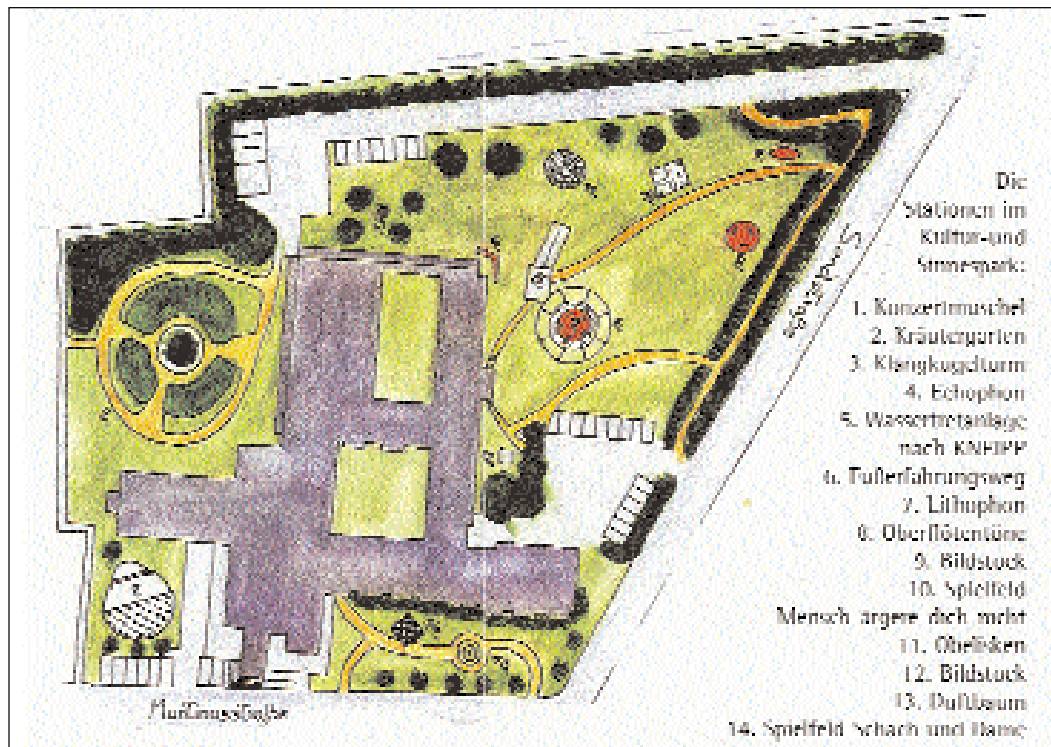 Die
Stationen im
Kultur-und
Sinnespark:
1. Konzertmuschel
2. Kräutergarten
3. Klangkugelturm
4. Echophon
5. Wassertretanlage
nach KNEIPP
6. Fußerfahrungsweg
7. Lithophon
8. Oberflötentöne
9. Bildstock
10. Spielfeld
Mensch ärgere dich nicht
11. Obelisken
12. Bildstock
13. Duftbaum
14. Spielfeld Schach und Dame